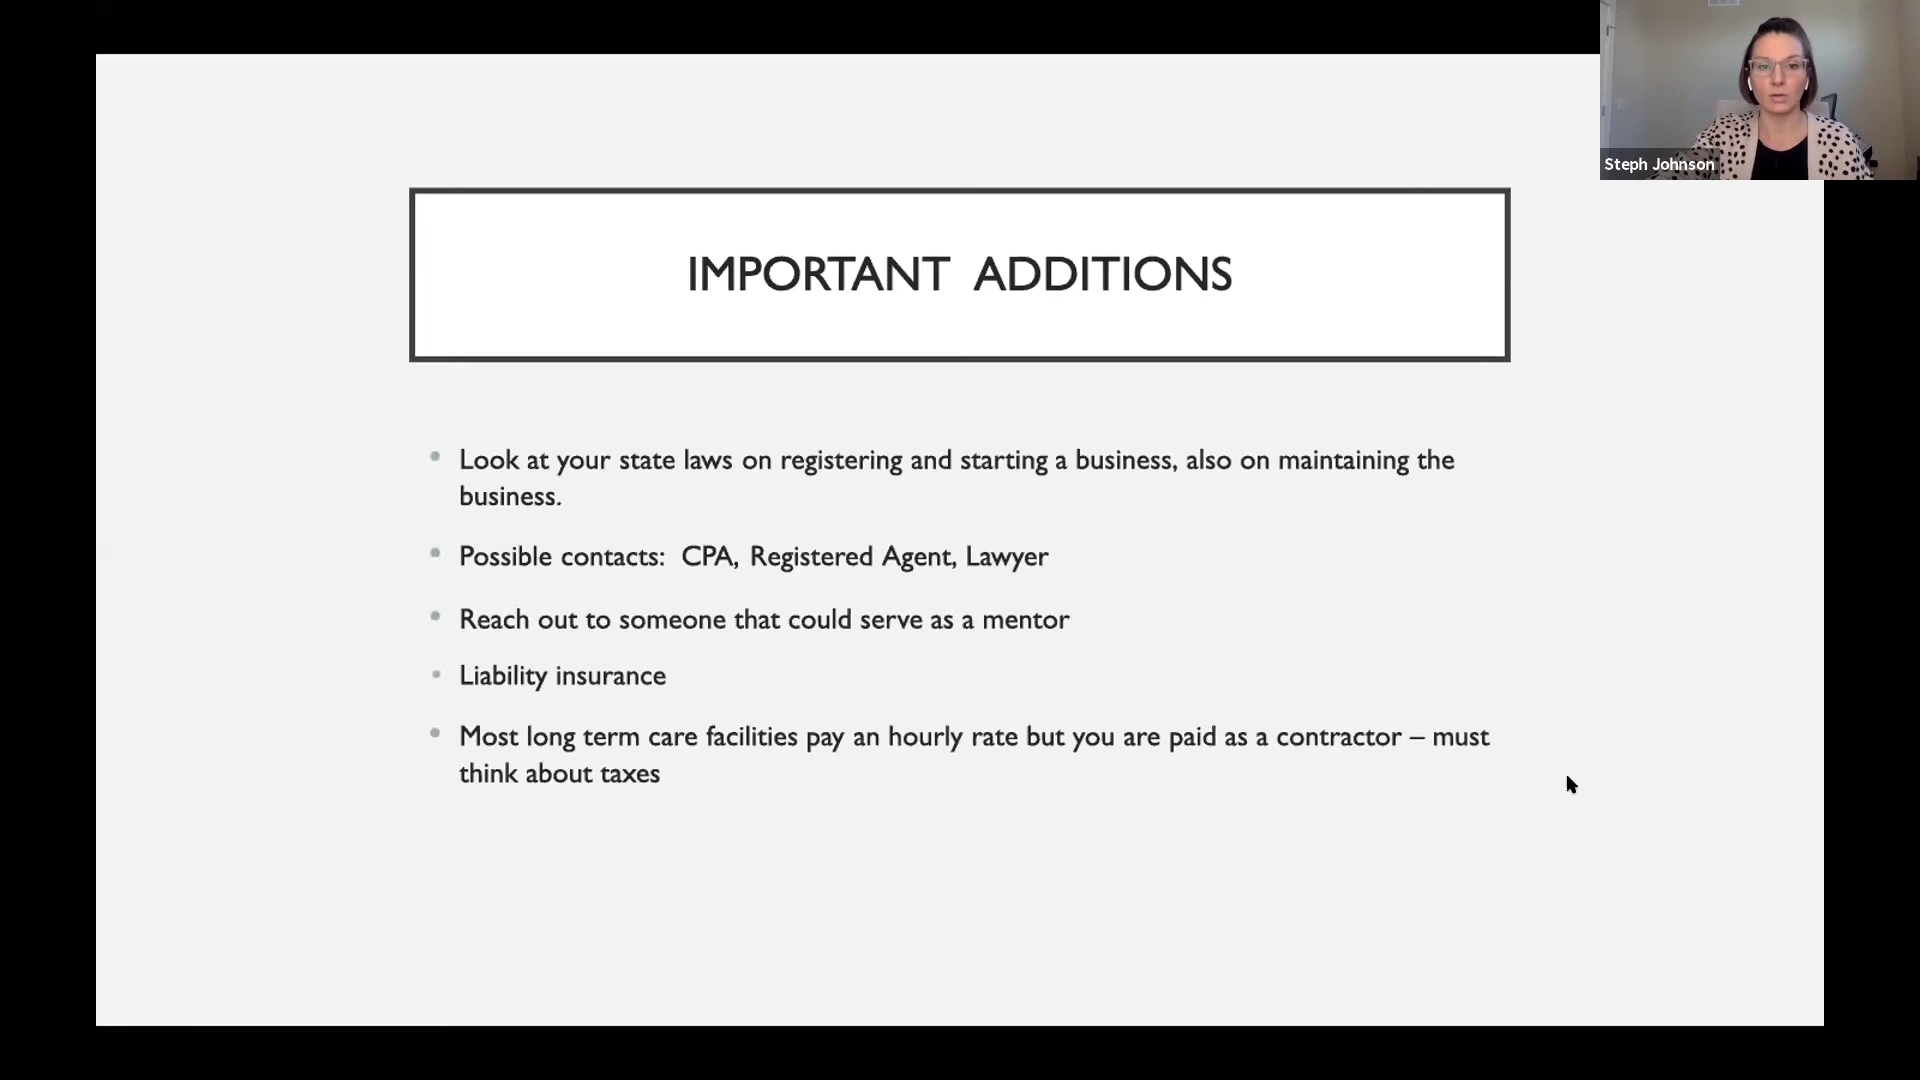 Steph Johnson
IMPORTANT ADDITIONS
Look at your state laws on registering and starting a business, also on maintaining the
business.
Possible contacts: CPA, Registered Agent, Lawyer
Reach out to someone that could serve as a mentor
Liability insurance
Most long term care facilities pay an hourly rate but you are paid as a contractor – must
think about taxes